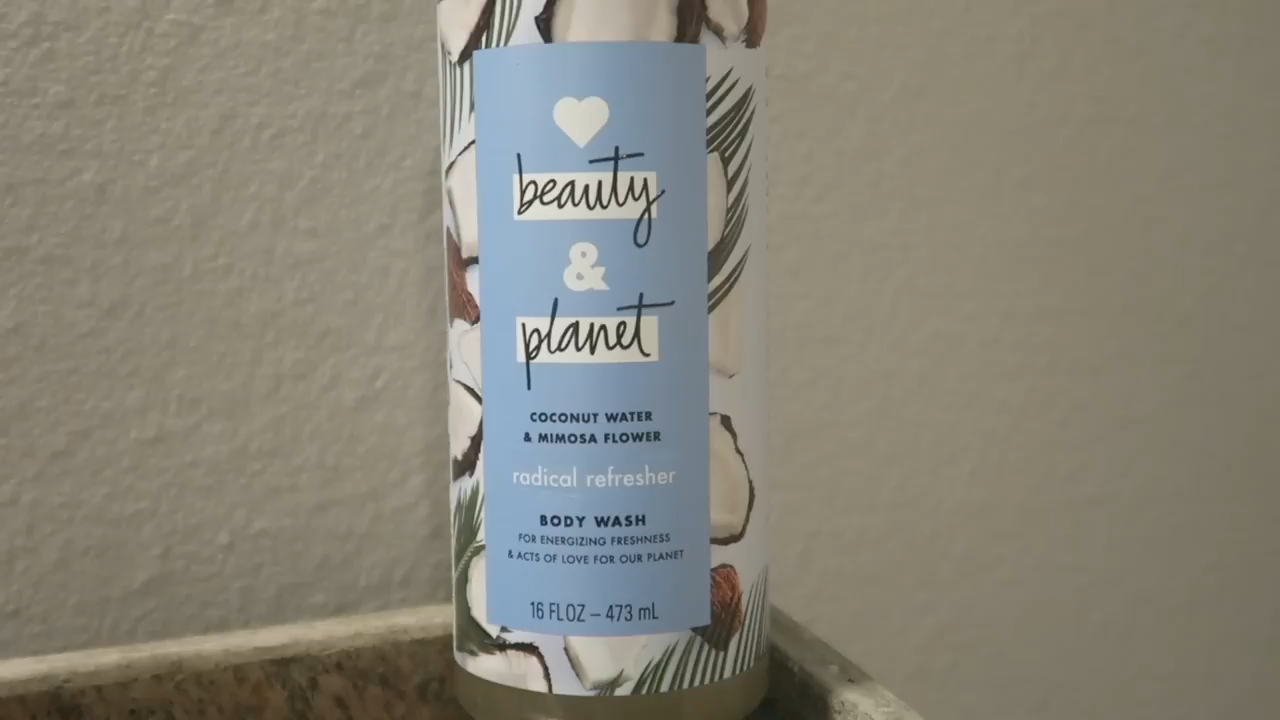 beauty
&
planet
COCONUT WATER
& MIMOSA FLOWER
radical refresher
BODY WASH
FOR ENERGIZING FRESHNESS
& ACTS OF LOVE FOR OUR PLANET
16 FL OZ – 473 mL